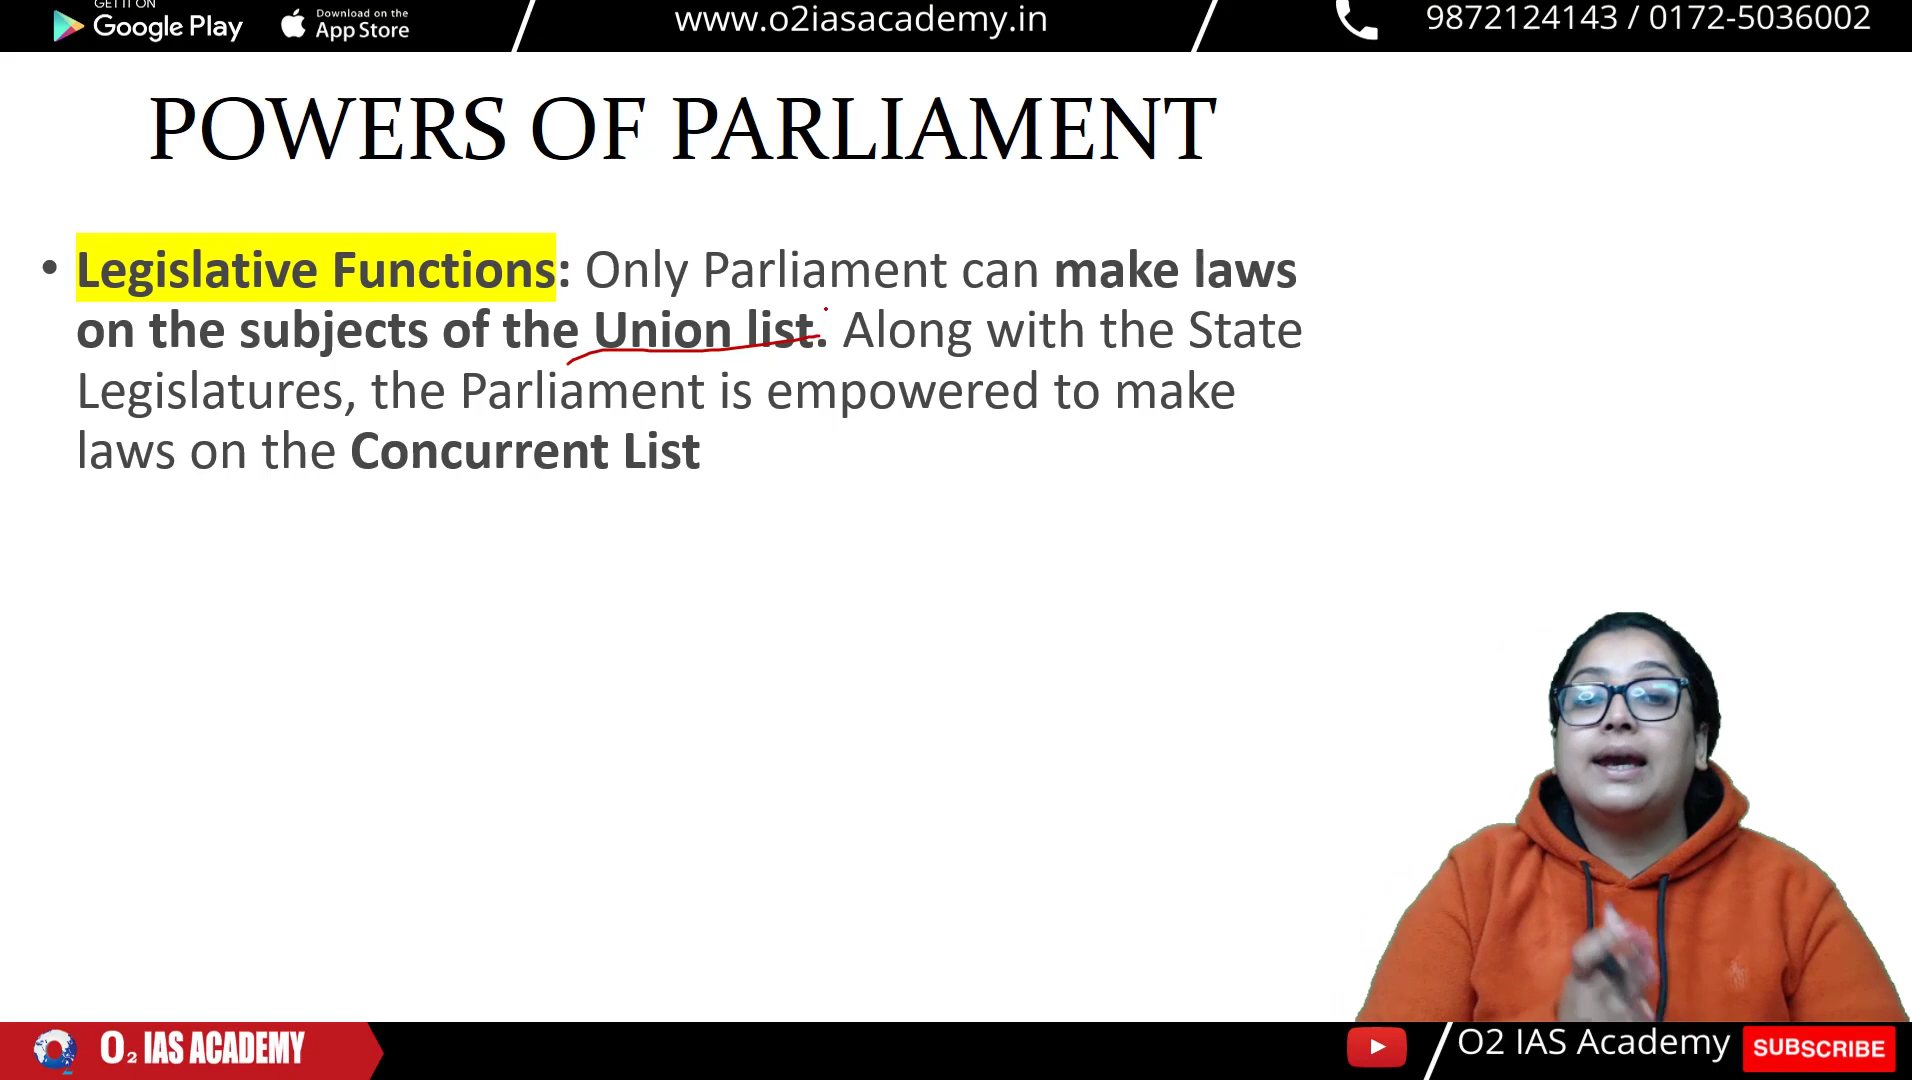 GET IT ON
Google Play
Download on the
App Store
www.o2iasacademy.in
9872124143 / 0172-5036002
POWERS OF PARLIAMENT
• Legislative Functions: Only Parliament can make laws
on the subjects of the Union list. Along with the State
Legislatures, the Parliament is empowered to make
laws on the Concurrent List
O2 IAS ACADEMY
O2 IAS Academy
SUBSCRIBE